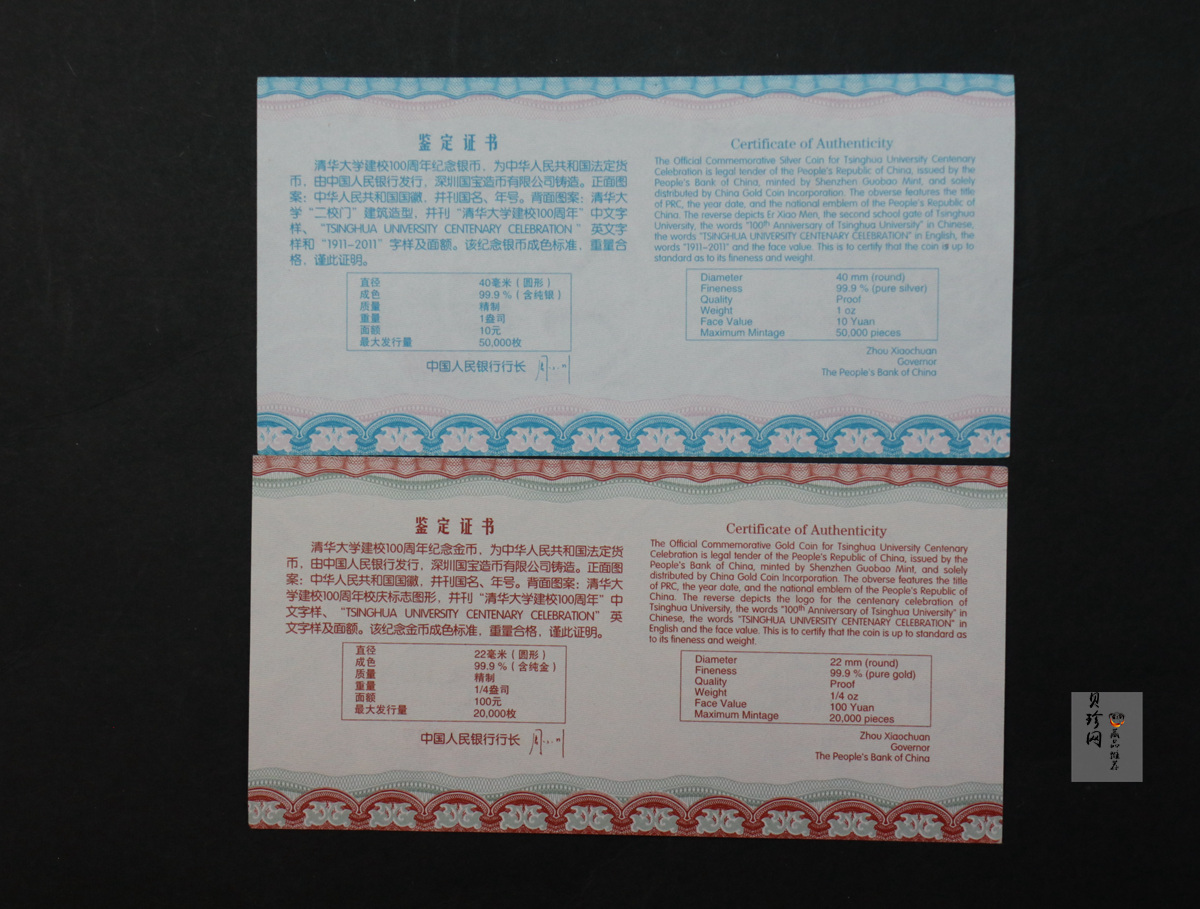 鉴定证书
清华大学建校100周年纪念银币，为中华人民共和国法定货
币，由中国人民银行发行，深圳国宝造币有限公司铸造。正面图
案：中华人民共和国国徽，并刊国名、年号。背面图案：清华大
学“二校门”建筑造型，并刊“清华大学建校100周年”中文字
样、“TSINGHUA UNIVERSITY CENTENARY CELEBRATION”英文字
样和“1911-2011”字样及面额。该纪念银币成色标准，重量合
格，谨此证明。
直径 40毫米（圆形）
成色 99.9％（含纯银）
质量 精制
重量 1盎司
面额 10元
最大发行量 50,000枚
中国人民银行行长
Certificate of Authenticity
The Official Commemorative Silver Coin for Tsinghua University Centenary
Celebration is legal tender of the People's Republic of China, issued by the
People's Bank of China, minted by Shenzhen Guobao Mint, and solely
distributed by China Gold Coin Incorporation. The obverse features the title
of PRC, the year date, and the national emblem of the People's Republic of
China. The reverse depicts Er Xiao Men, the second school gate of Tsinghua
University, the words "100th Anniversary of Tsinghua University" in Chinese,
the words "TSINGHUA UNIVERSITY CENTENARY CELEBRATION" in English, the
words "1911-2011" and the face value. This is to certify that the coin is up to
standard as to its fineness and weight.
Diameter 40 mm (round)
Fineness 99.9 % (pure silver)
Quality Proof
Weight 1 oz
Face Value 10 Yuan
Maximum Mintage 50,000 pieces
Zhou Xiaochuan
Governor
The People's Bank of China
鉴定证书
清华大学建校100周年纪念金币，为中华人民共和国法定货
币，由中国人民银行发行，深圳国宝造币有限公司铸造。正面图
案：中华人民共和国国徽，并刊国名、年号。背面图案：清华大
学建校100周年校庆标志图形，并刊“清华大学建校100周年”中
文字样、“TSINGHUA UNIVERSITY CENTENARY CELEBRATION”英
文字样及面额。该纪念金币成色标准，重量合格，谨此证明。
直径 22毫米（圆形）
成色 99.9％（含纯金）
质量 精制
重量 1/4盎司
面额 100元
最大发行量 20,000枚
中国人民银行行长
Certificate of Authenticity
The Official Commemorative Gold Coin for Tsinghua University Centenary
Celebration is legal tender of the People's Republic of China, issued by the
People's Bank of China, minted by Shenzhen Guobao Mint, and solely
distributed by China Gold Coin Incorporation. The obverse features the title
of PRC, the year date, and the national emblem of the People's Republic of
China. The reverse depicts the logo for the centenary celebration of
Tsinghua University, the words "100th Anniversary of Tsinghua University" in
Chinese, the words "TSINGHUA UNIVERSITY CENTENARY CELEBRATION" in
English and the face value. This is to certify that the coin is up to standard as
to its fineness and weight.
Diameter 22 mm (round)
Fineness 99.9 % (pure gold)
Quality Proof
Weight 1/4 oz
Face Value 100 Yuan
Maximum Mintage 20,000 pieces
Zhou Xiaochuan
Governor
The People's Bank of China
贝珍网
藏品推荐